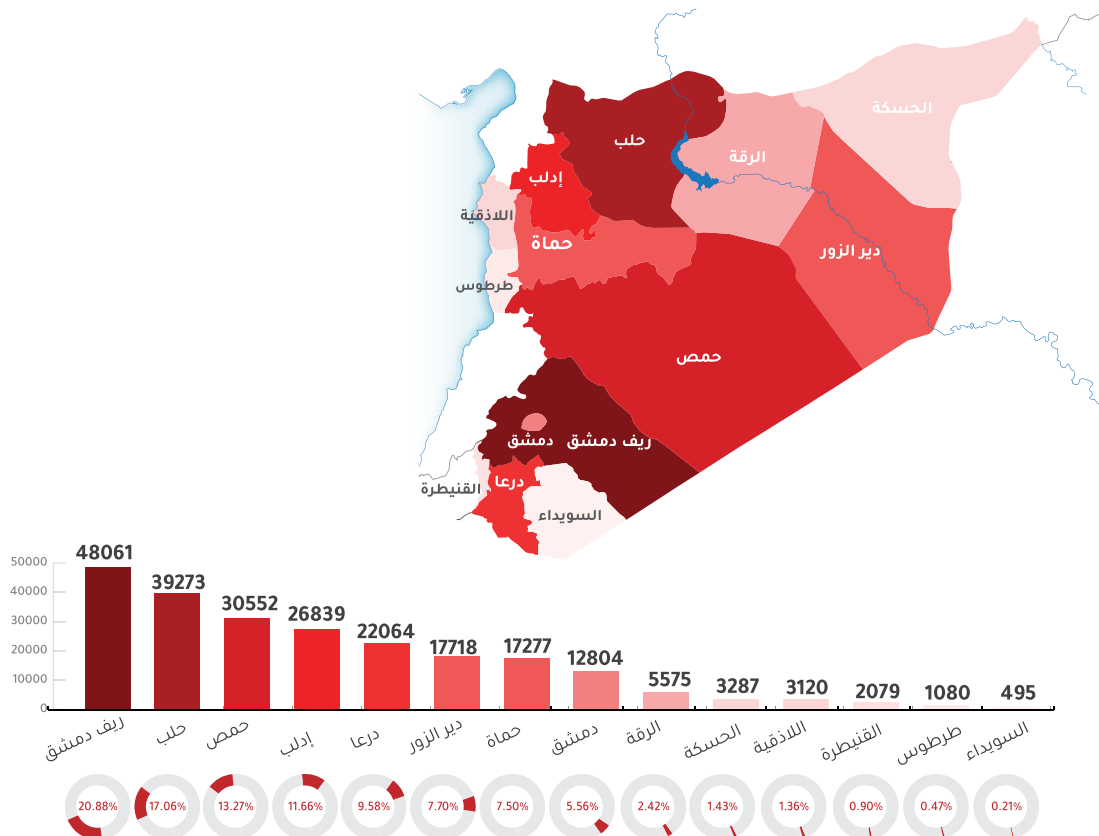 الحسكة
حلب
الرقة
إدلب
اللاذقية
حماة
دير الزور
طرطوس
حمص
دمشق
ريف دمشق
درعا
القنيطرة
السويداء
48061
39273
30552
26839
22064
17718
17277
12804
5575
3287
3120
2079
1080
495
50000
40000
30000
20000
10000
0
ريف دمشق
حلب
حمص
إدلب
درعا
دير الزور
حماة
دمشق
الرقة
الحسكة
اللاذقية
القنيطرة
طرطوس
السويداء
20.88%
17.06%
13.27%
11.66%
9.58%
7.70%
7.50%
5.56%
2.42%
1.43%
1.36%
0.90%
0.47%
0.21%